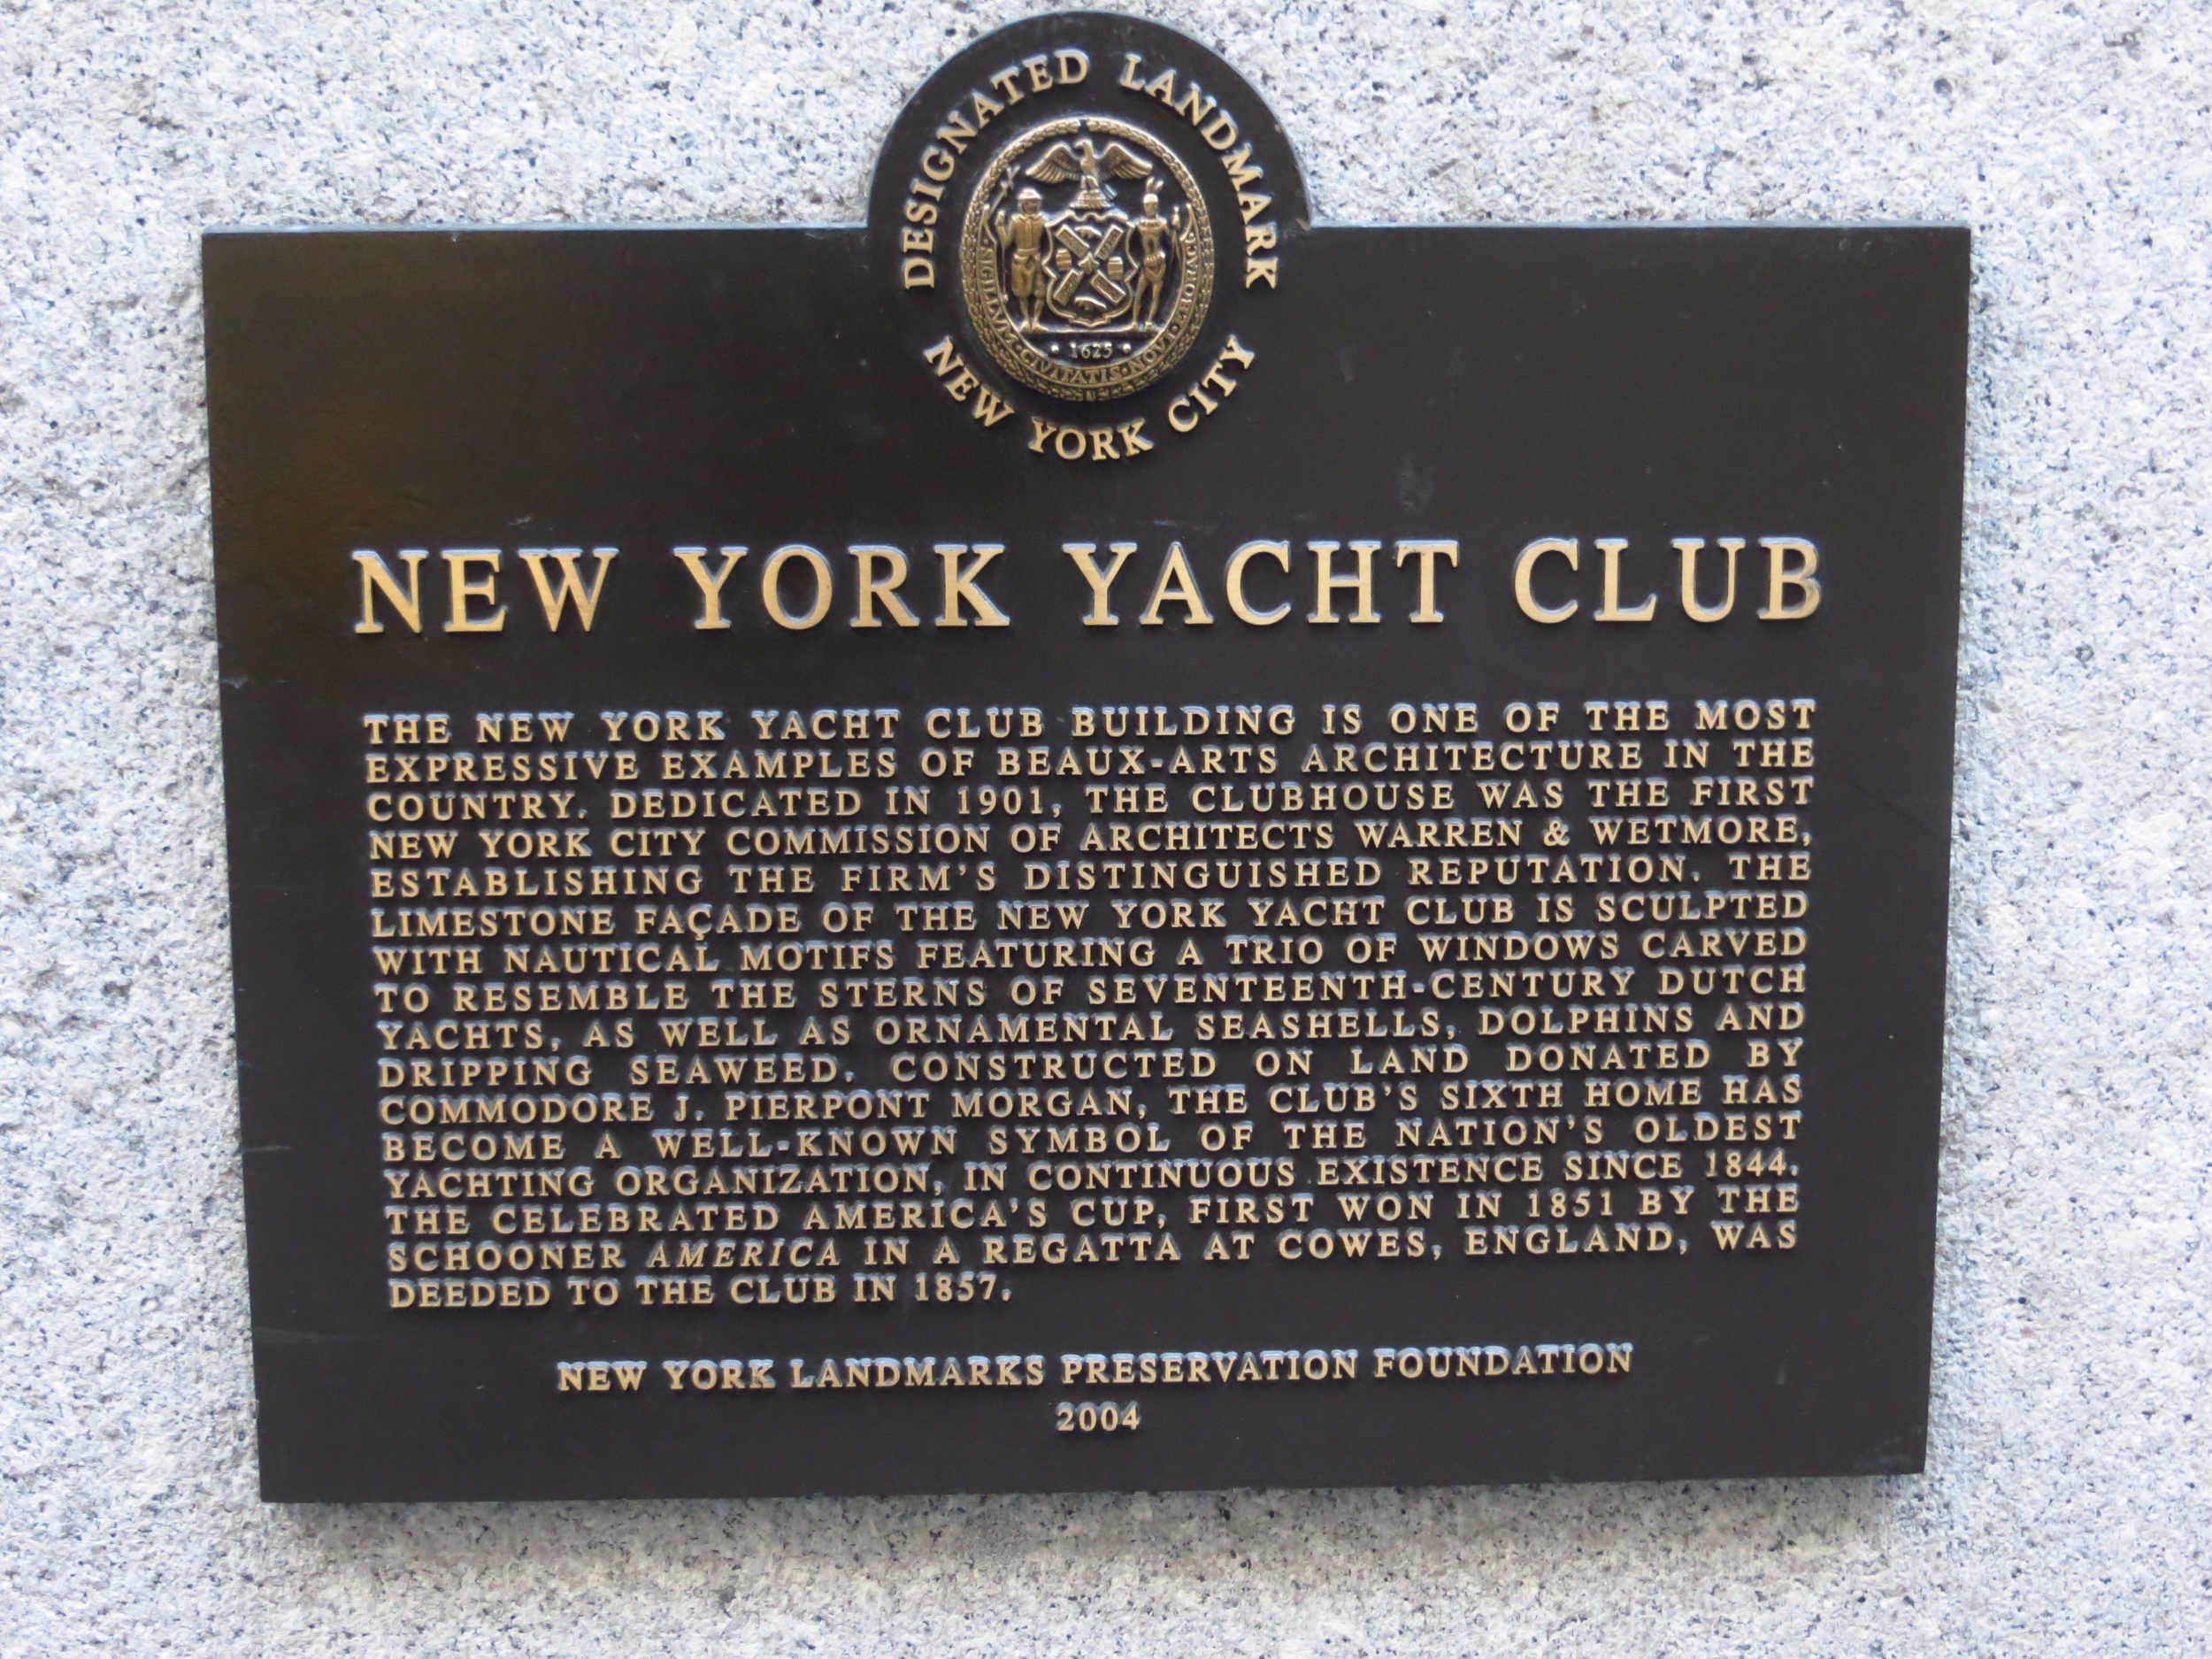 DESIGNATED LANDMARK
SIGILLVM·CIVITATIS·NOVI·EBORACI
· 1625 ·
NEW YORK CITY
NEW YORK YACHT CLUB
THE NEW YORK YACHT CLUB BUILDING IS ONE OF THE MOST
EXPRESSIVE EXAMPLES OF BEAUX-ARTS ARCHITECTURE IN THE
COUNTRY. DEDICATED IN 1901, THE CLUBHOUSE WAS THE FIRST
NEW YORK CITY COMMISSION OF ARCHITECTS WARREN & WETMORE,
ESTABLISHING THE FIRM'S DISTINGUISHED REPUTATION. THE
LIMESTONE FAÇADE OF THE NEW YORK YACHT CLUB IS SCULPTED
WITH NAUTICAL MOTIFS FEATURING A TRIO OF WINDOWS CARVED
TO RESEMBLE THE STERNS OF SEVENTEENTH-CENTURY DUTCH
YACHTS, AS WELL AS ORNAMENTAL SEASHELLS, DOLPHINS AND
DRIPPING SEAWEED. CONSTRUCTED ON LAND DONATED BY
COMMODORE J. PIERPONT MORGAN, THE CLUB'S SIXTH HOME HAS
BECOME A WELL-KNOWN SYMBOL OF THE NATION'S OLDEST
YACHTING ORGANIZATION, IN CONTINUOUS EXISTENCE SINCE 1844.
THE CELEBRATED AMERICA'S CUP, FIRST WON IN 1851 BY THE
SCHOONER AMERICA IN A REGATTA AT COWES, ENGLAND, WAS
DEEDED TO THE CLUB IN 1857.
NEW YORK LANDMARKS PRESERVATION FOUNDATION
2004